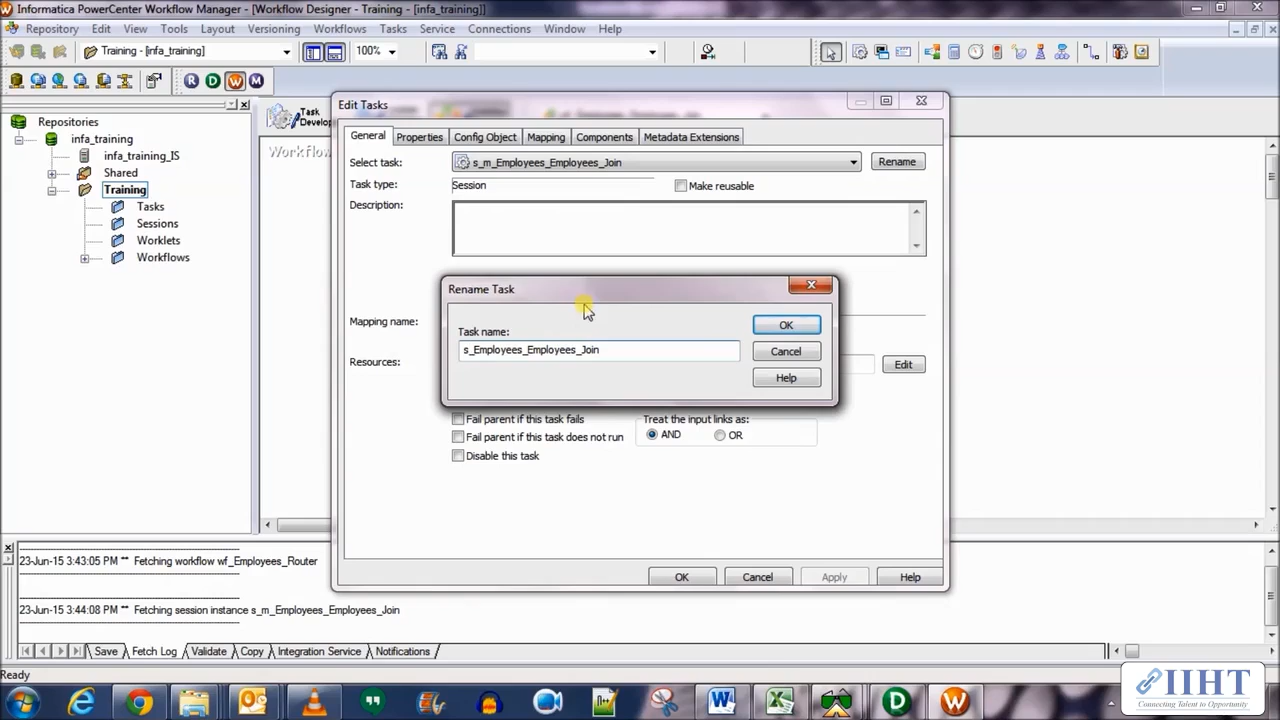 Informatica PowerCenter Workflow Manager - [Workflow Designer - Training - [infa_training]]
Repository Edit View Tools Layout Versioning Workflows Tasks Service Connections Window Help
Training - [infa_training] 100%
R D W M
Repositories
infa_training
infa_training_IS
Shared
Training
Tasks
Sessions
Worklets
Workflows
Task
Develop
Workflow
Edit Tasks
General Properties Config Object Mapping Components Metadata Extensions
Select task: s_m_Employees_Employees_Join Rename
Task type: Session Make reusable
Description:
Mapping name:
Resources: Edit
Rename Task
Task name:
s_Employees_Employees_Join
OK
Cancel
Help
Fail parent if this task fails
Fail parent if this task does not run
Disable this task
Treat the input links as:
AND OR
OK Cancel Apply Help
23-Jun-15 3:43:05 PM ** Fetching workflow wf_Employees_Router
23-Jun-15 3:44:08 PM ** Fetching session instance s_m_Employees_Employees_Join
Save Fetch Log Validate Copy Integration Service Notifications
Ready
IIHT
Connecting Talent to Opportunity